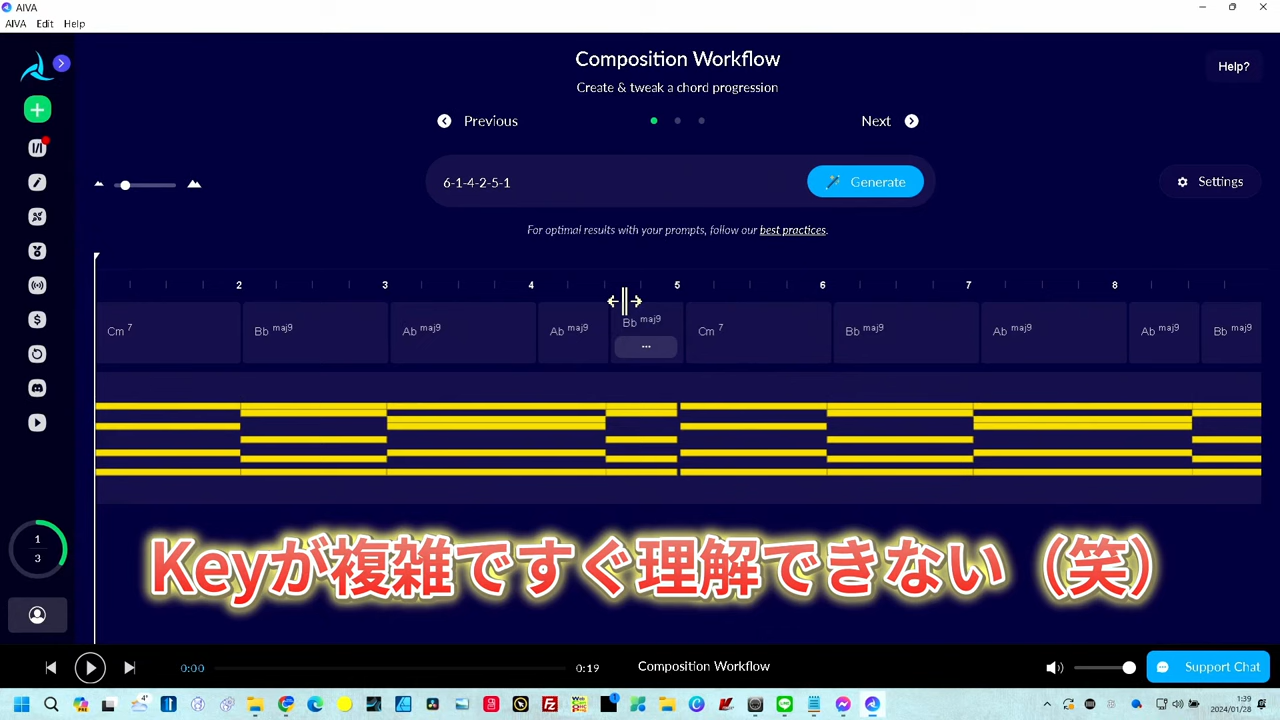 AIVA
AIVA Edit Help
Composition Workflow
Help?
Create & tweak a chord progression
Previous
Next
6-1-4-2-5-1
Generate
Settings
For optimal results with your prompts, follow our best practices.
2 3 4 5 6 7 8
Cm 7
Bb maj9
Ab maj9
Ab maj9
Bb maj9
...
Cm 7
Bb maj9
Ab maj9
Ab maj9
Bb maj9
1
3
Keyが複雑ですぐ理解できない（笑）
0:00
0:19
Composition Workflow
Support Chat
4°
1:39
2024/01/28